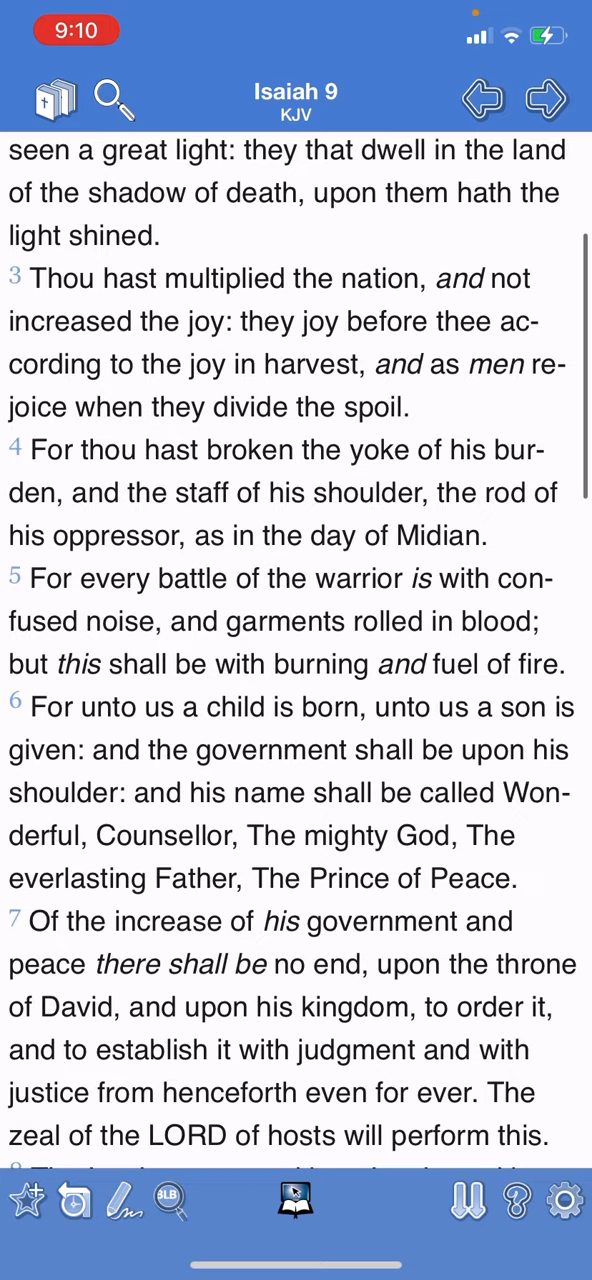 9:10
Isaiah 9
KJV
seen a great light: they that dwell in the land
of the shadow of death, upon them hath the
light shined.
3 Thou hast multiplied the nation, and not
increased the joy: they joy before thee ac-
cording to the joy in harvest, and as men re-
joice when they divide the spoil.
4 For thou hast broken the yoke of his bur-
den, and the staff of his shoulder, the rod of
his oppressor, as in the day of Midian.
5 For every battle of the warrior is with con-
fused noise, and garments rolled in blood;
but this shall be with burning and fuel of fire.
6 For unto us a child is born, unto us a son is
given: and the government shall be upon his
shoulder: and his name shall be called Won-
derful, Counsellor, The mighty God, The
everlasting Father, The Prince of Peace.
7 Of the increase of his government and
peace there shall be no end, upon the throne
of David, and upon his kingdom, to order it,
and to establish it with judgment and with
justice from henceforth even for ever. The
zeal of the LORD of hosts will perform this.
BLB